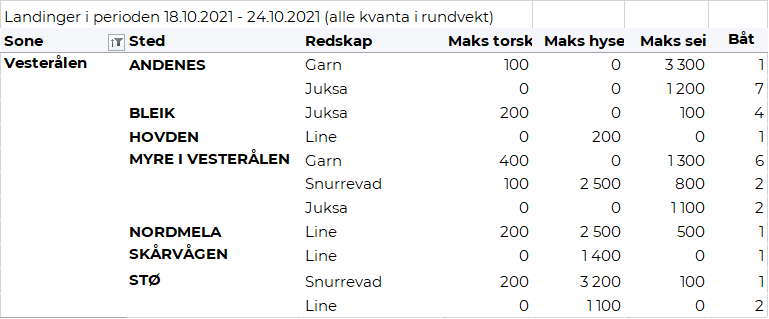 Landinger i perioden 18.10.2021 - 24.10.2021 (alle kvanta i rundvekt)
Sone Sted Redskap Maks torsk Maks hyse Maks sei Båt
Vesterålen ANDENES Garn 100 0 3 300 1
Juksa 0 0 1 200 7
BLEIK Juksa 200 0 100 4
HOVDEN Line 0 200 0 1
MYRE I VESTERÅLEN Garn 400 0 1 300 6
Snurrevad 100 2 500 800 2
Juksa 0 0 1 100 2
NORDMELA Line 200 2 500 500 1
SKÅRVÅGEN Line 0 1 400 0 1
STØ Snurrevad 200 3 200 100 1
Line 0 1 100 0 2